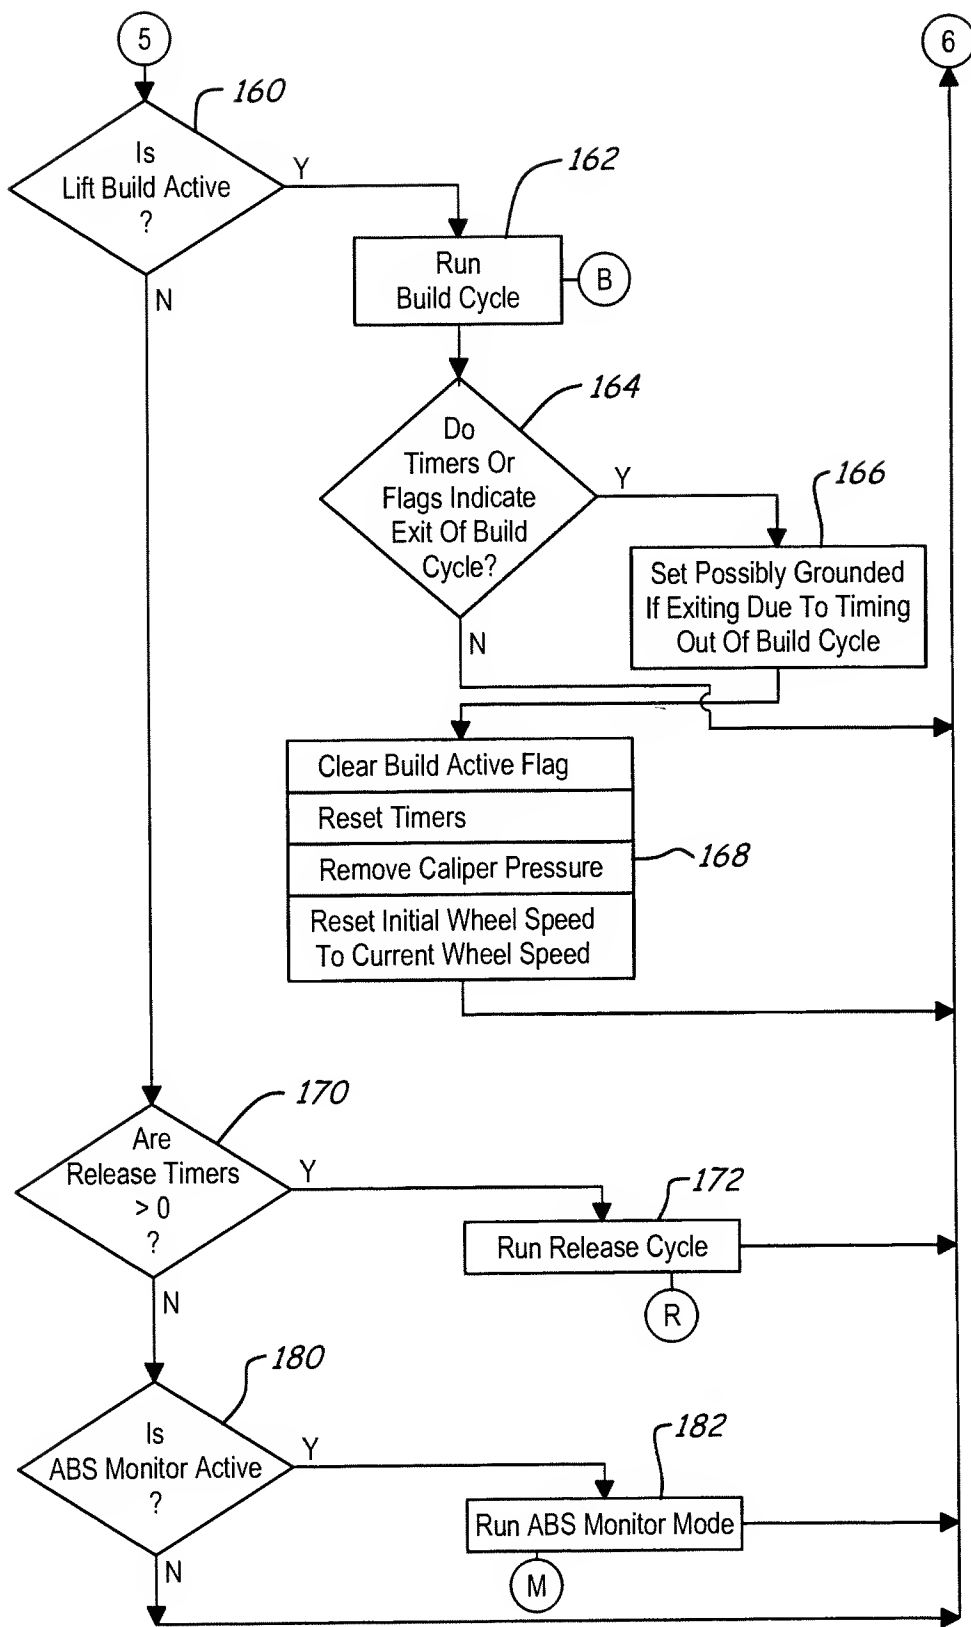 5
6
160
Is
Lift Build Active
?
Y
N
162
Run
Build Cycle
B
164
Do
Timers Or
Flags Indicate
Exit Of Build
Cycle?
Y
N
166
Set Possibly Grounded
If Exiting Due To Timing
Out Of Build Cycle
Clear Build Active Flag
Reset Timers
Remove Caliper Pressure
Reset Initial Wheel Speed
To Current Wheel Speed
168
170
Are
Release Timers
> 0
?
Y
N
172
Run Release Cycle
R
180
Is
ABS Monitor Active
?
Y
N
182
Run ABS Monitor Mode
M